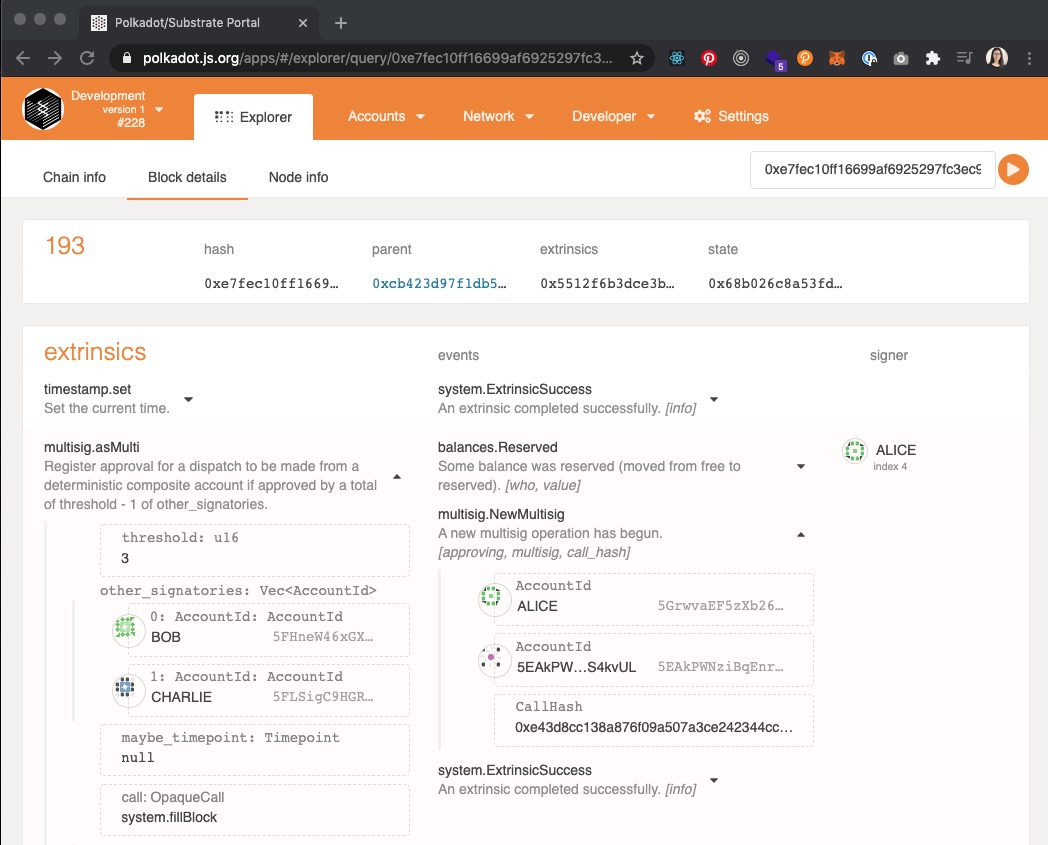 Polkadot/Substrate Portal
polkadot.js.org/apps/#/explorer/query/0xe7fec10ff16699af6925297fc3...
5
Development
version 1
#228
Explorer
Accounts
Network
Developer
Settings
Chain info
Block details
Node info
0xe7fec10ff16699af6925297fc3ec9
193
hash
parent
extrinsics
state
0xe7fec10ff1669…
0xcb423d97f1db5…
0x5512f6b3dce3b…
0x68b026c8a53fd…
extrinsics
events
signer
timestamp.set
Set the current time.
system.ExtrinsicSuccess
An extrinsic completed successfully. [info]
multisig.asMulti
Register approval for a dispatch to be made from a
deterministic composite account if approved by a total
of threshold - 1 of other_signatories.
threshold: u16
3
other_signatories: Vec<AccountId>
0: AccountId: AccountId
BOB 5FHneW46xGX…
1: AccountId: AccountId
CHARLIE 5FLSigC9HGR…
maybe_timepoint: Timepoint
null
call: OpaqueCall
system.fillBlock
balances.Reserved
Some balance was reserved (moved from free to
reserved). [who, value]
multisig.NewMultisig
A new multisig operation has begun.
[approving, multisig, call_hash]
AccountId
ALICE 5GrwvaEF5zXb26…
AccountId
5EAkPW…S4kvUL 5EAkPWNziBqEnr…
CallHash
0xe43d8cc138a876f09a507a3ce242344cc…
system.ExtrinsicSuccess
An extrinsic completed successfully. [info]
ALICE
index 4